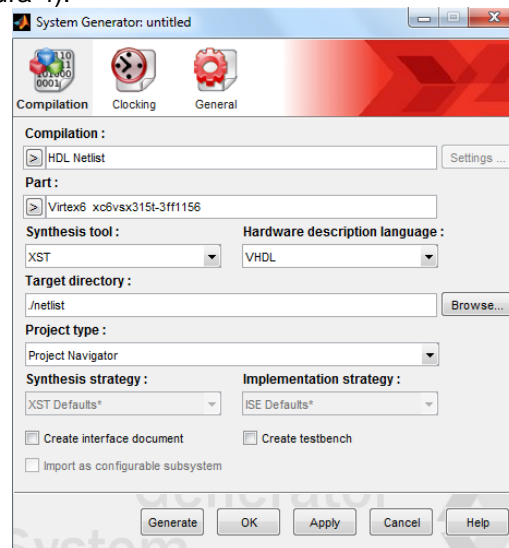 ura 4).
System Generator: untitled
Compilation Clocking General
Compilation :
> HDL Netlist Settings ...
Part :
> Virtex6 xc6vsx315t-3ff1156
Synthesis tool : Hardware description language :
XST VHDL
Target directory :
./netlist Browse...
Project type :
Project Navigator
Synthesis strategy : Implementation strategy :
XST Defaults* ISE Defaults*
Create interface document Create testbench
Import as configurable subsystem
Generate OK Apply Cancel Help